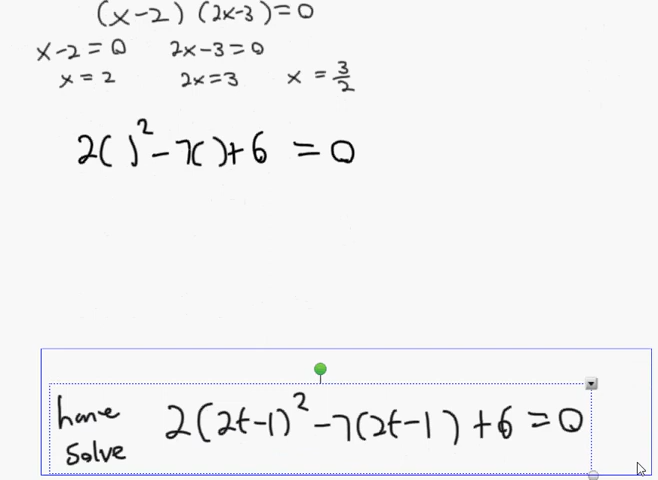 (x-2) (2x-3)=0
x-2=0 2x-3=0
x=2 2x=3 x=3/2
2( )²-7( )+6 =0
hence 2(2t-1)²-7(2t-1)+6=0
solve